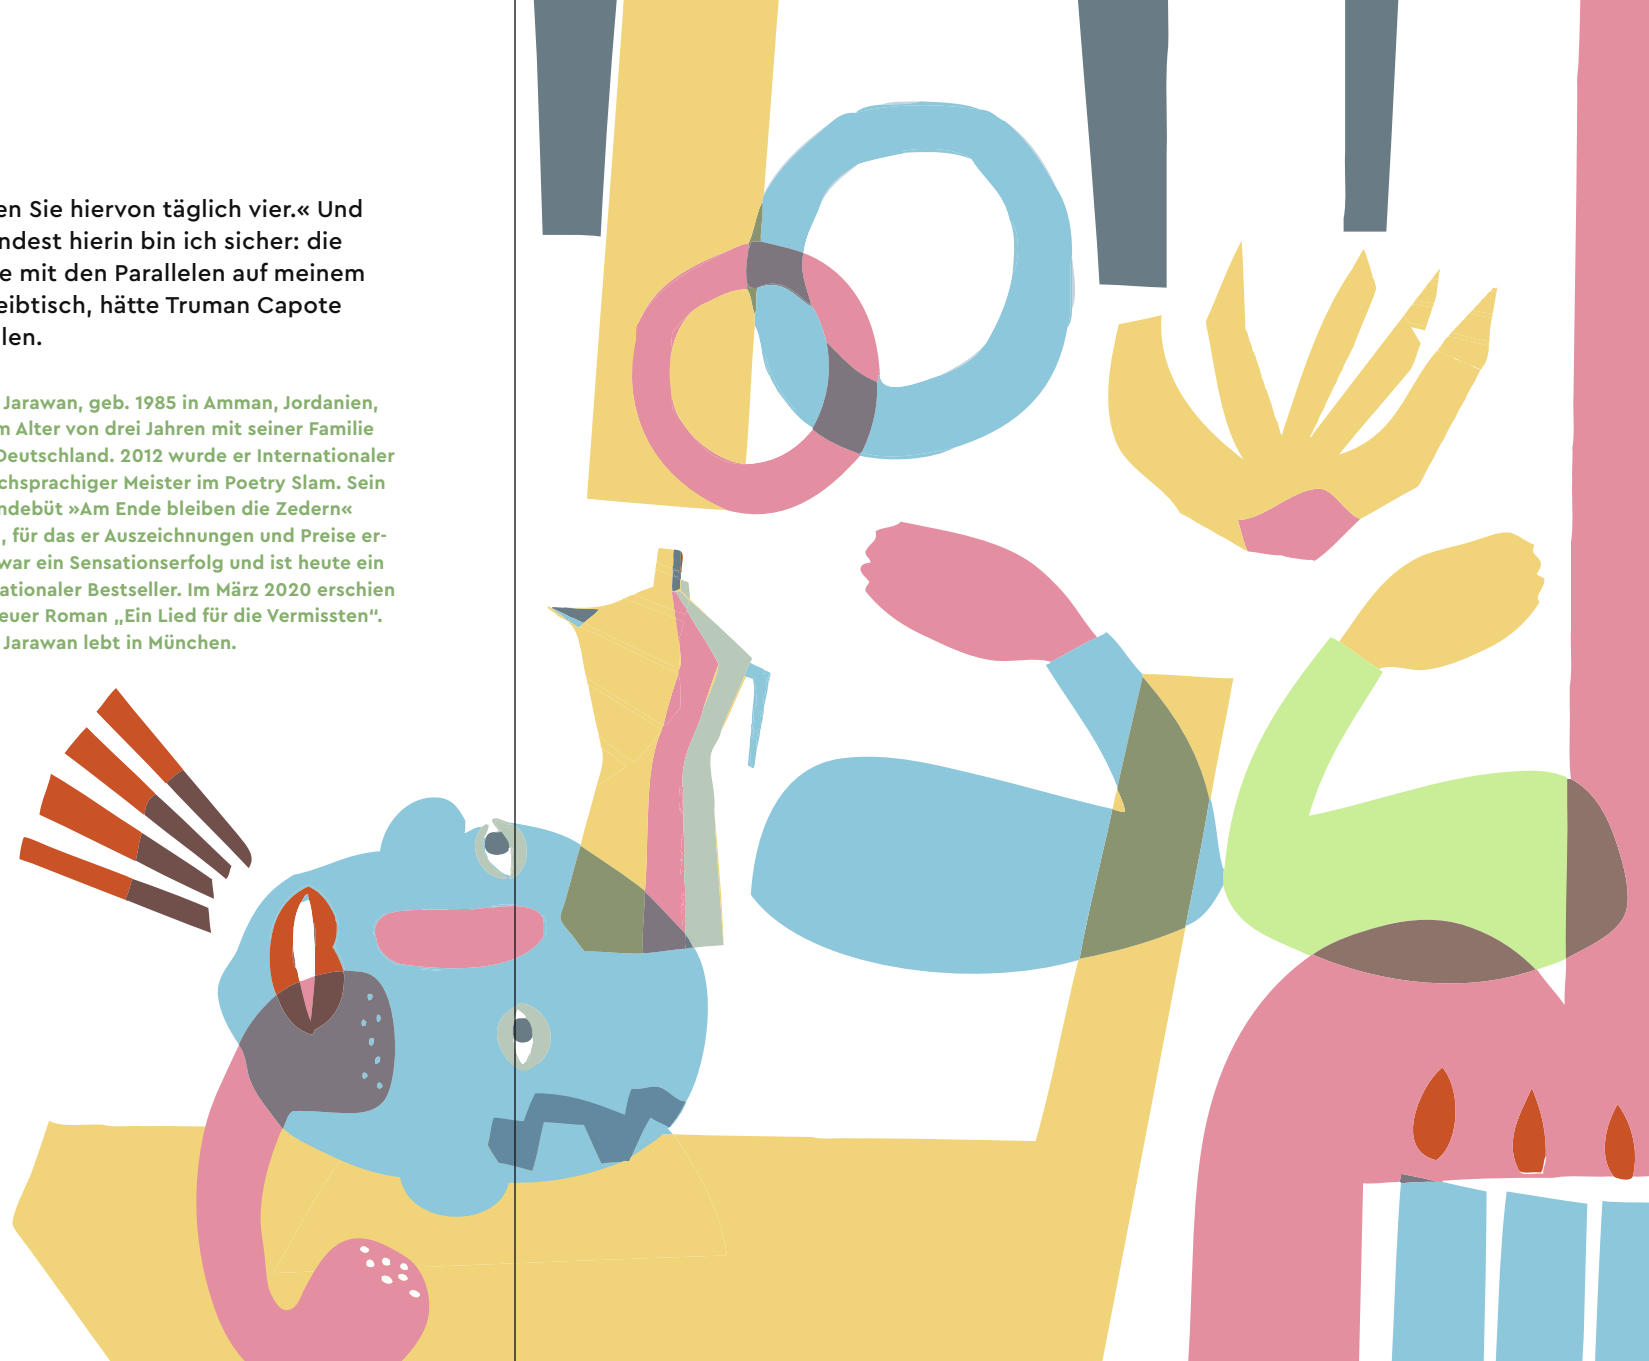 en Sie hiervon täglich vier.« Und
ndest hierin bin ich sicher: die
e mit den Parallelen auf meinem
eibtisch, hätte Truman Capote
len.
Jarawan, geb. 1985 in Amman, Jordanien,
m Alter von drei Jahren mit seiner Familie
Deutschland. 2012 wurde er Internationaler
chsprachiger Meister im Poetry Slam. Sein
ndebüt »Am Ende bleiben die Zedern«
, für das er Auszeichnungen und Preise er-
war ein Sensationserfolg und ist heute ein
ationaler Bestseller. Im März 2020 erschien
euer Roman „Ein Lied für die Vermissten“.
Jarawan lebt in München.